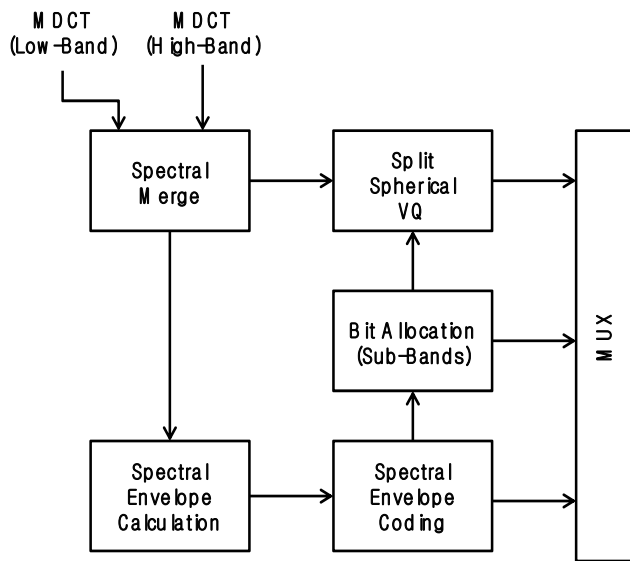 MDCT
(Low-Band)
MDCT
(High-Band)
Spectral
Merge
Split
Spherical
VQ
Bit Allocation
(Sub-Bands)
MUX
Spectral
Envelope
Calculation
Spectral
Envelope
Coding